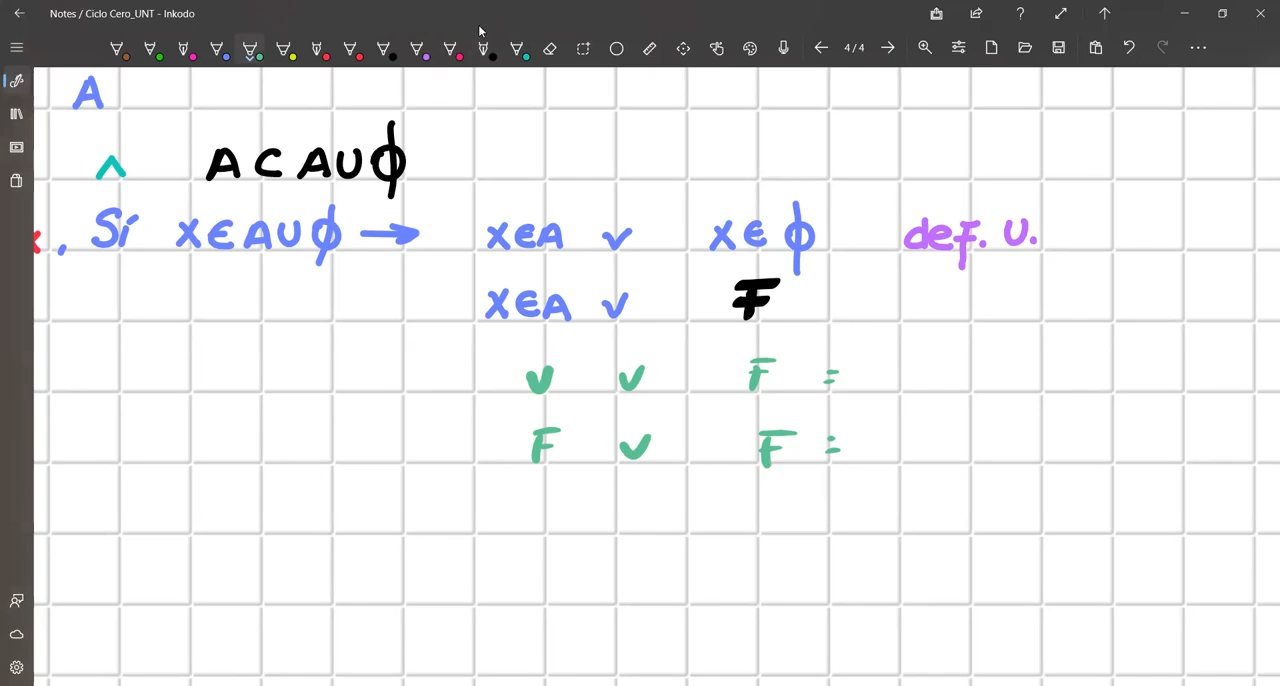 Notes / Ciclo Cero_UNT - Inkodo
4/4
A
∧ A ⊂ A ∪ ϕ
x, Sí x ∈ A ∪ ϕ → x ∈ A ∨ x ∈ ϕ def. U.
x ∈ A ∨ F
V ∨ F =
F ∨ F =